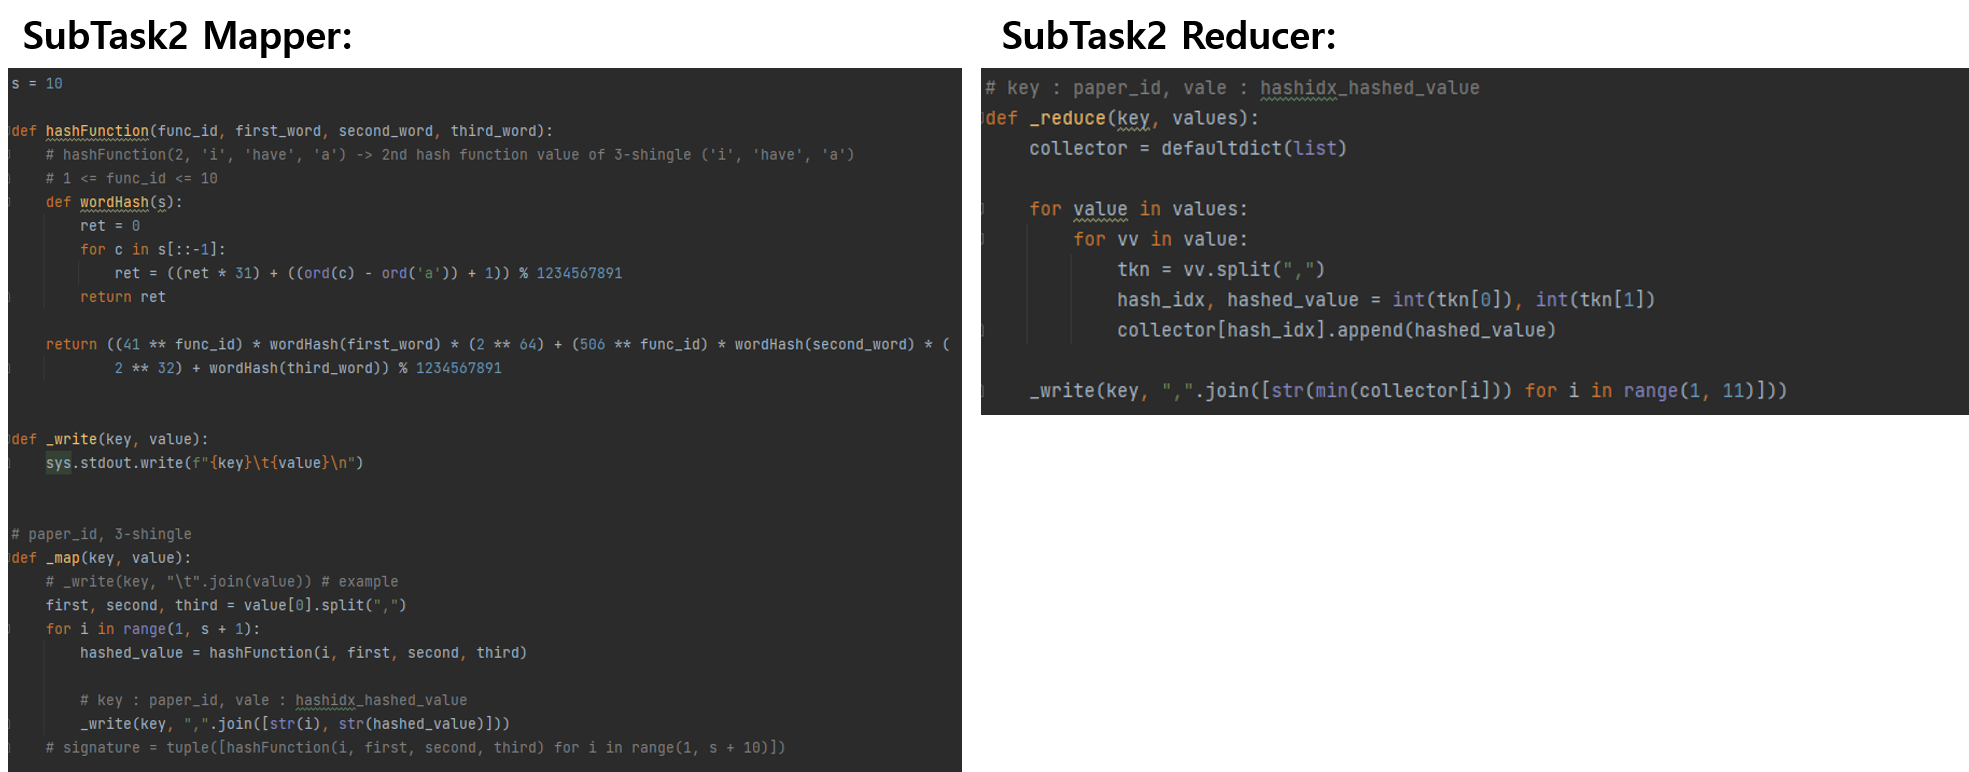 SubTask2 Mapper:
s = 10
def hashFunction(func_id, first_word, second_word, third_word):
    # hashFunction(2, 'i', 'have', 'a') -> 2nd hash function value of 3-shingle ('i', 'have', 'a')
    # 1 <= func_id <= 10
    def wordHash(s):
        ret = 0
        for c in s[::-1]:
            ret = ((ret * 31) + ((ord(c) - ord('a')) + 1)) % 1234567891
        return ret
    return ((41 ** func_id) * wordHash(first_word) * (2 ** 64) + (506 ** func_id) * wordHash(second_word) * (
            2 ** 32) + wordHash(third_word)) % 1234567891
def _write(key, value):
    sys.stdout.write(f"{key}\t{value}\n")
# paper_id, 3-shingle
def _map(key, value):
    # _write(key, "\t".join(value)) # example
    first, second, third = value[0].split(",")
    for i in range(1, s + 1):
        hashed_value = hashFunction(i, first, second, third)
        # key : paper_id, vale : hashidx_hashed_value
        _write(key, ",".join([str(i), str(hashed_value)]))
    # signature = tuple([hashFunction(i, first, second, third) for i in range(1, s + 10)])
SubTask2 Reducer:
# key : paper_id, vale : hashidx_hashed_value
def _reduce(key, values):
    collector = defaultdict(list)
    for value in values:
        for vv in value:
            tkn = vv.split(",")
            hash_idx, hashed_value = int(tkn[0]), int(tkn[1])
            collector[hash_idx].append(hashed_value)
    _write(key, ",".join([str(min(collector[i])) for i in range(1, 11)]))